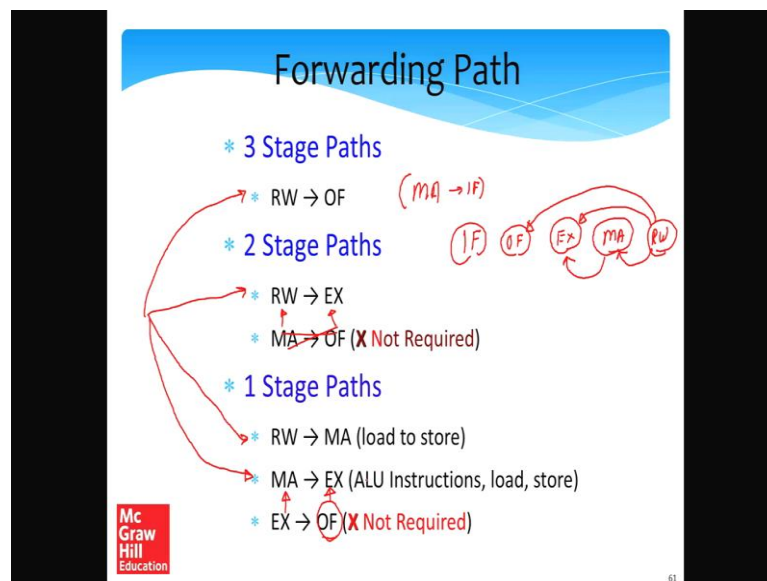 Forwarding Path
* 3 Stage Paths
* RW → OF (MA → IF)
IF OF EX MA RW
* 2 Stage Paths
* RW → EX
* MA → OF (X Not Required)
* 1 Stage Paths
* RW → MA (load to store)
* MA → EX (ALU Instructions, load, store)
* EX → OF (X Not Required)
Mc
Graw
Hill
Education
61